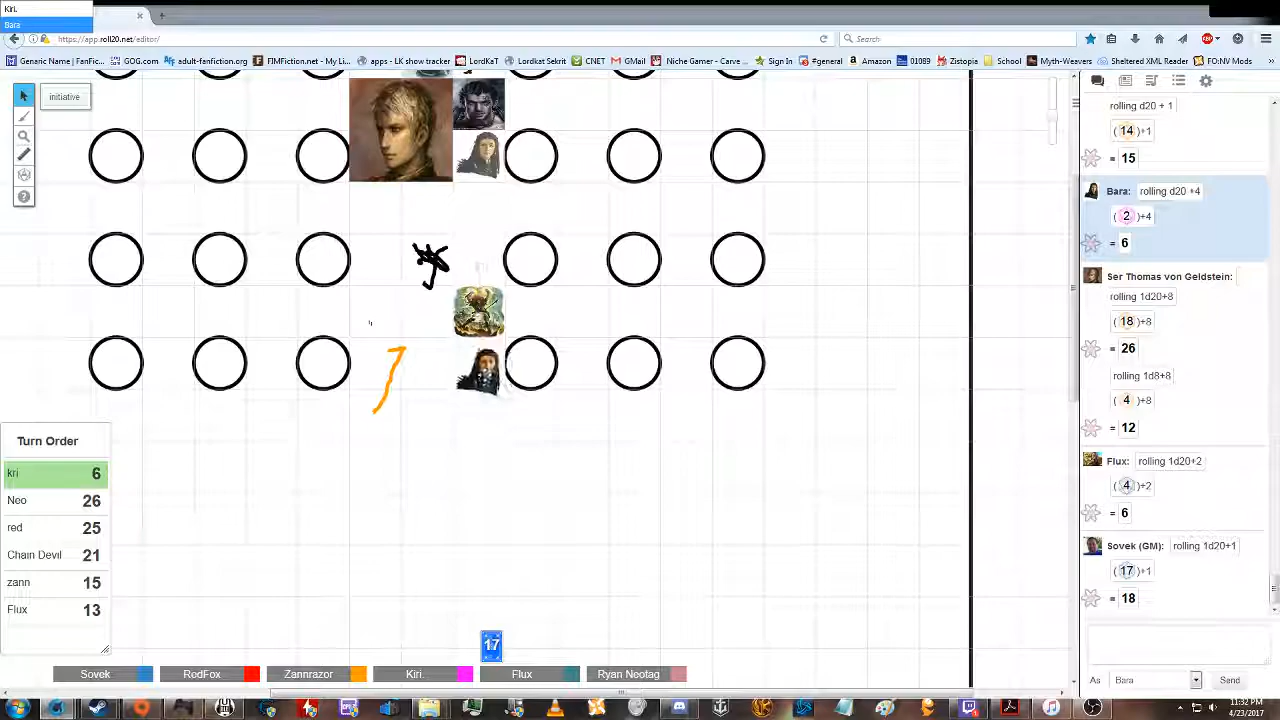 Kiri.
Bara
https://app.roll20.net/editor/
Search
Generic Name | FanFic...
GOG.com
adult-fanfiction.org
FIMFiction.net - My Li...
LordKaT
apps - LK show tracker
Lordkat Sekrit
CNET
GMail
Niche Gamer - Carve ...
Sign In
#general
Amazon
01089
Zistopia
School
Myth-Weavers
Sheltered XML Reader
FO:NV Mods
initiative
rolling d20 + 1
(14)+1
= 15
Bara: rolling d20 +4
(2)+4
= 6
Ser Thomas von Geldstein:
rolling 1d20+8
(18)+8
= 26
rolling 1d8+8
(4)+8
= 12
Flux: rolling 1d20+2
(4)+2
= 6
Sovek (GM): rolling 1d20+1
(17)+1
= 18
Turn Order
kri 6
Neo 26
red 25
Chain Devil 21
zann 15
Flux 13
17
Sovek
RedFox
Zannrazor
Kiri.
Flux
Ryan Neotag
As Bara Send
11:32 PM
4/23/2017